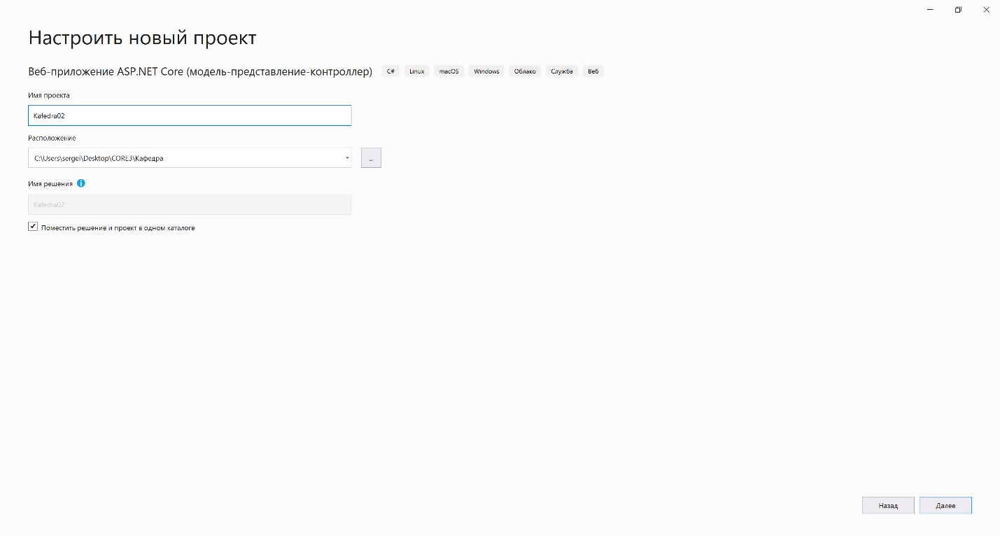 Настроить новый проект
Веб-приложение ASP.NET Core (модель-представление-контроллер) C# Linux macOS Windows Облако Служба Веб
Имя проекта
Kafedra02
Расположение
C:\Users\sergei\Desktop\CORE3\Кафедра
...
Имя решения
Kafedra02
Поместить решение и проект в одном каталоге
Назад Далее